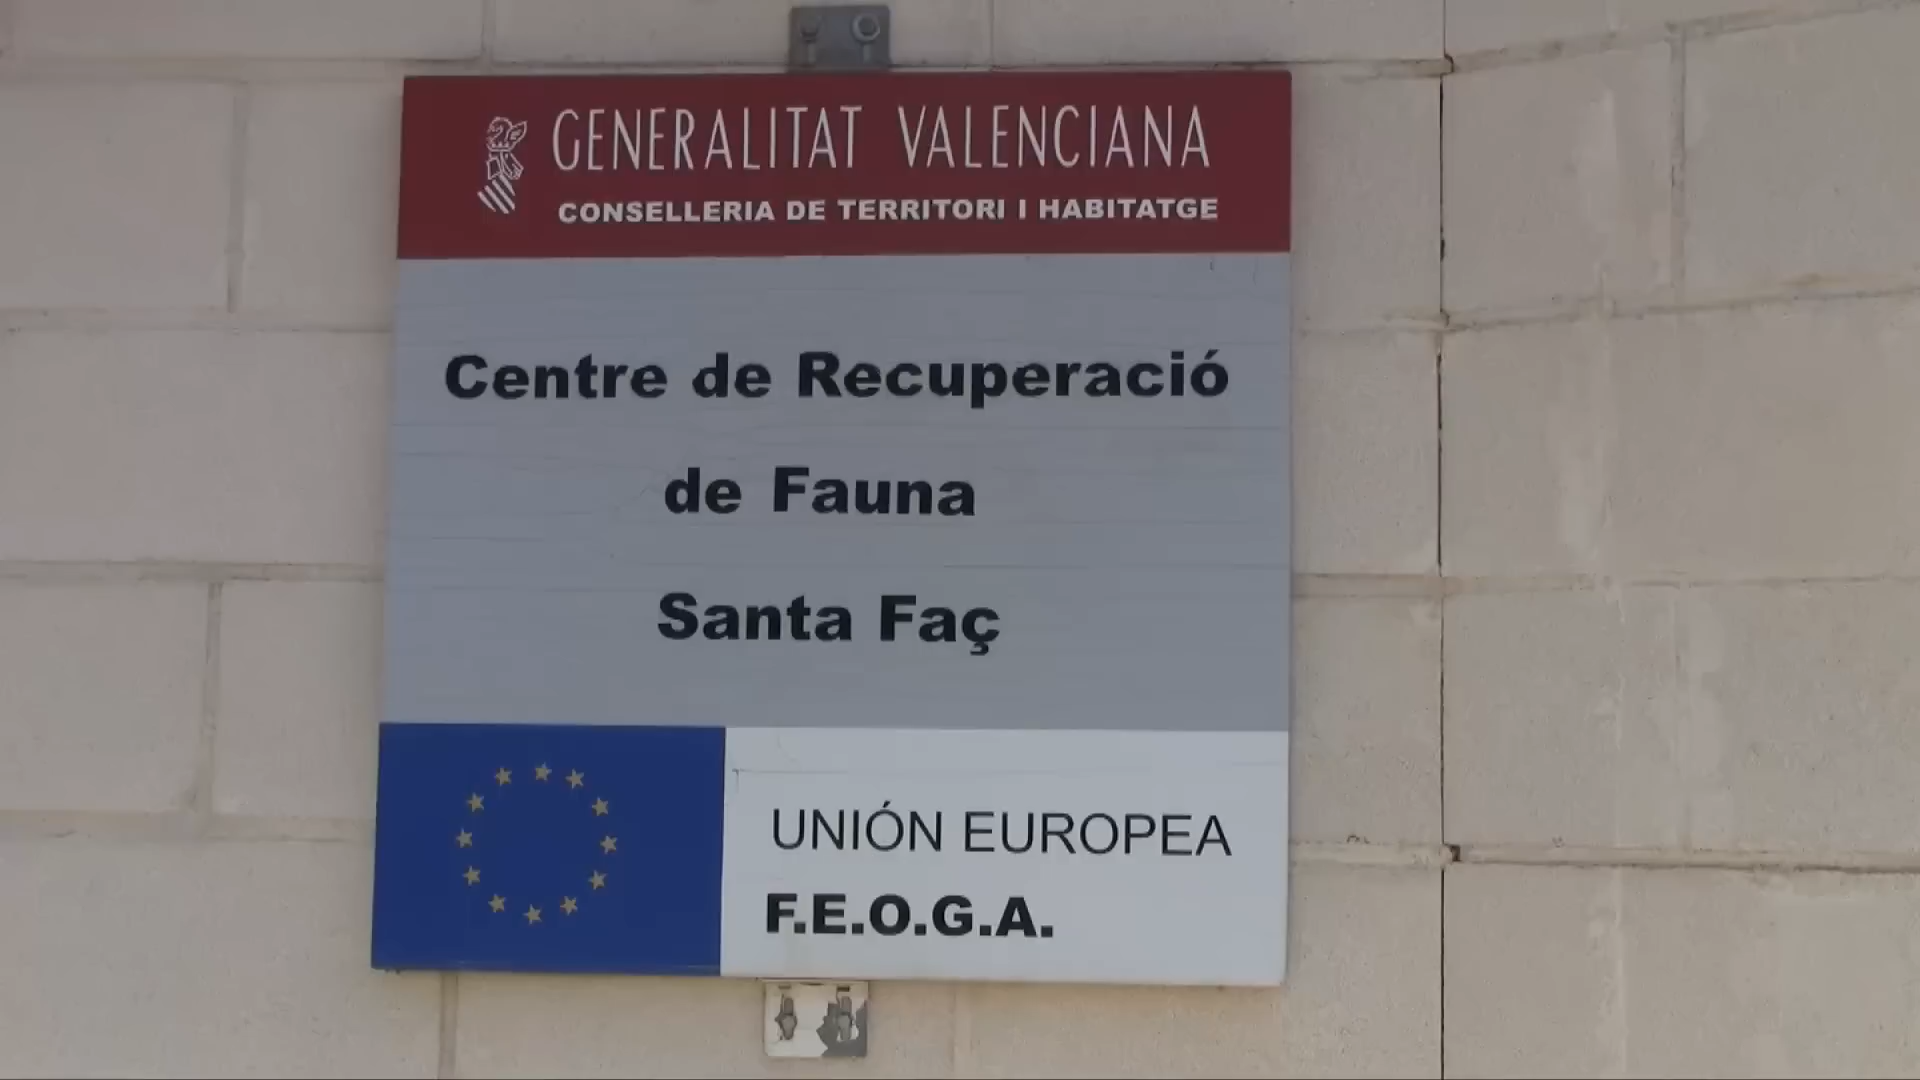 GENERALITAT VALENCIANA
CONSELLERIA DE TERRITORI I HABITATGE
Centre de Recuperació
de Fauna
Santa Faç
UNIÓN EUROPEA
F.E.O.G.A.